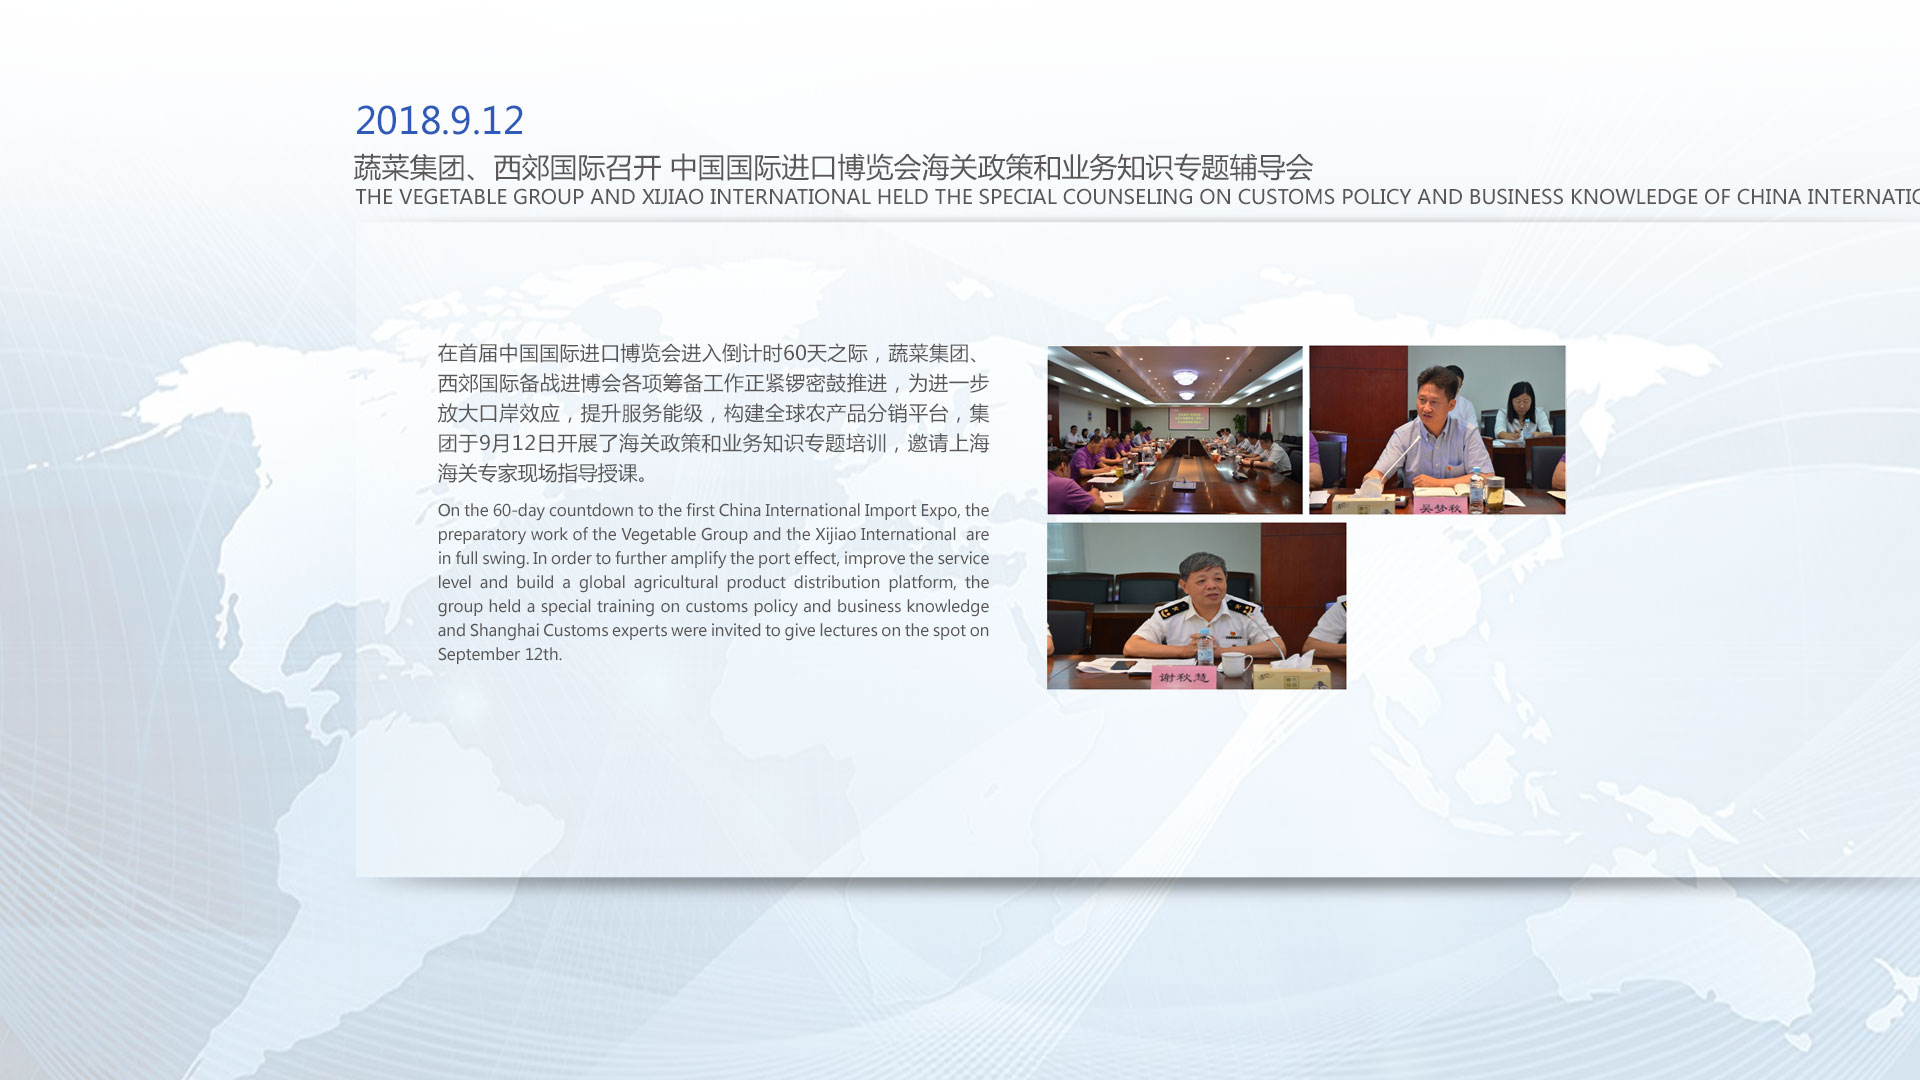 2018.9.12
蔬菜集团、西郊国际召开 中国国际进口博览会海关政策和业务知识专题辅导会
THE VEGETABLE GROUP AND XIJIAO INTERNATIONAL HELD THE SPECIAL COUNSELING ON CUSTOMS POLICY AND BUSINESS KNOWLEDGE OF CHINA INTERNATIO
在首届中国国际进口博览会进入倒计时60天之际，蔬菜集团、
西郊国际备战进博会各项筹备工作正紧锣密鼓推进，为进一步
放大口岸效应，提升服务能级，构建全球农产品分销平台，集
团于9月12日开展了海关政策和业务知识专题培训，邀请上海
海关专家现场指导授课。
On the 60-day countdown to the first China International Import Expo, the
preparatory work of the Vegetable Group and the Xijiao International are
in full swing. In order to further amplify the port effect, improve the service
level and build a global agricultural product distribution platform, the
group held a special training on customs policy and business knowledge
and Shanghai Customs experts were invited to give lectures on the spot on
September 12th.
吴梦秋
谢秋慧